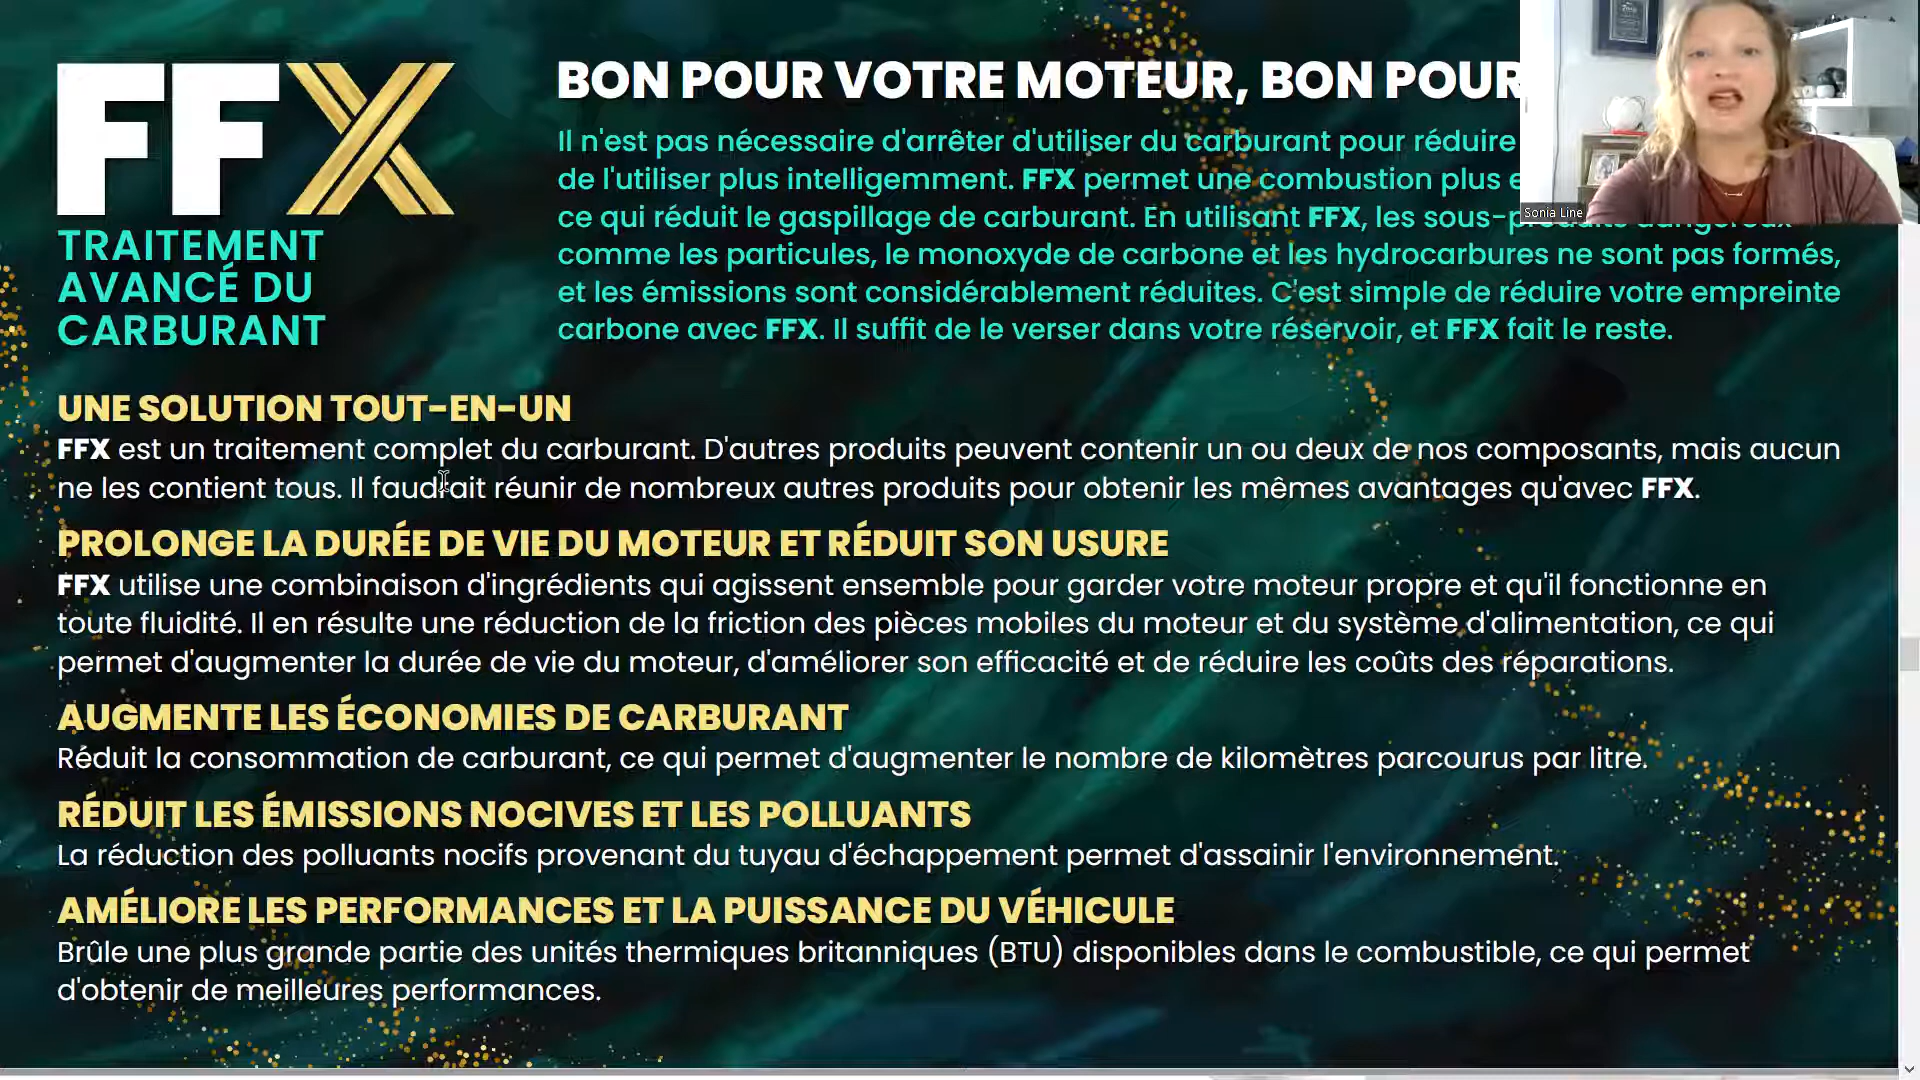 FFX
TRAITEMENT
AVANCÉ DU
CARBURANT
BON POUR VOTRE MOTEUR, BON POUR
Il n'est pas nécessaire d'arrêter d'utiliser du carburant pour réduire
de l'utiliser plus intelligemment. FFX permet une combustion plus
ce qui réduit le gaspillage de carburant. En utilisant FFX, les sous-produits dangereux
comme les particules, le monoxyde de carbone et les hydrocarbures ne sont pas formés,
et les émissions sont considérablement réduites. C'est simple de réduire votre empreinte
carbone avec FFX. Il suffit de le verser dans votre réservoir, et FFX fait le reste.
Sonia Line
UNE SOLUTION TOUT-EN-UN
FFX est un traitement complet du carburant. D'autres produits peuvent contenir un ou deux de nos composants, mais aucun
ne les contient tous. Il faudrait réunir de nombreux autres produits pour obtenir les mêmes avantages qu'avec FFX.
PROLONGE LA DURÉE DE VIE DU MOTEUR ET RÉDUIT SON USURE
FFX utilise une combinaison d'ingrédients qui agissent ensemble pour garder votre moteur propre et qu'il fonctionne en
toute fluidité. Il en résulte une réduction de la friction des pièces mobiles du moteur et du système d'alimentation, ce qui
permet d'augmenter la durée de vie du moteur, d'améliorer son efficacité et de réduire les coûts des réparations.
AUGMENTE LES ÉCONOMIES DE CARBURANT
Réduit la consommation de carburant, ce qui permet d'augmenter le nombre de kilomètres parcourus par litre.
RÉDUIT LES ÉMISSIONS NOCIVES ET LES POLLUANTS
La réduction des polluants nocifs provenant du tuyau d'échappement permet d'assainir l'environnement.
AMÉLIORE LES PERFORMANCES ET LA PUISSANCE DU VÉHICULE
Brûle une plus grande partie des unités thermiques britanniques (BTU) disponibles dans le combustible, ce qui permet
d'obtenir de meilleures performances.